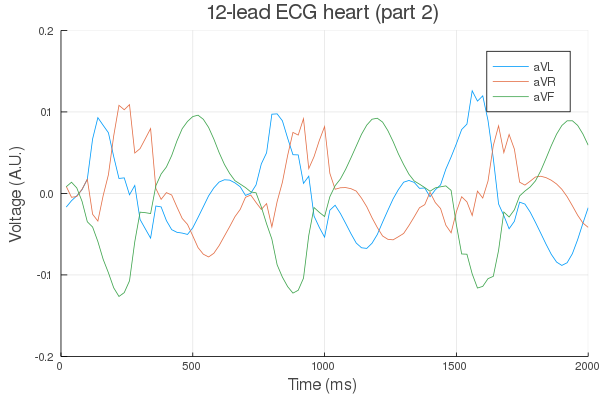 12-lead ECG heart (part 2)
aVL
aVR
aVF
Voltage (A.U.)
0.2
0.1
0.0
-0.1
-0.2
0
500
1000
1500
2000
Time (ms)